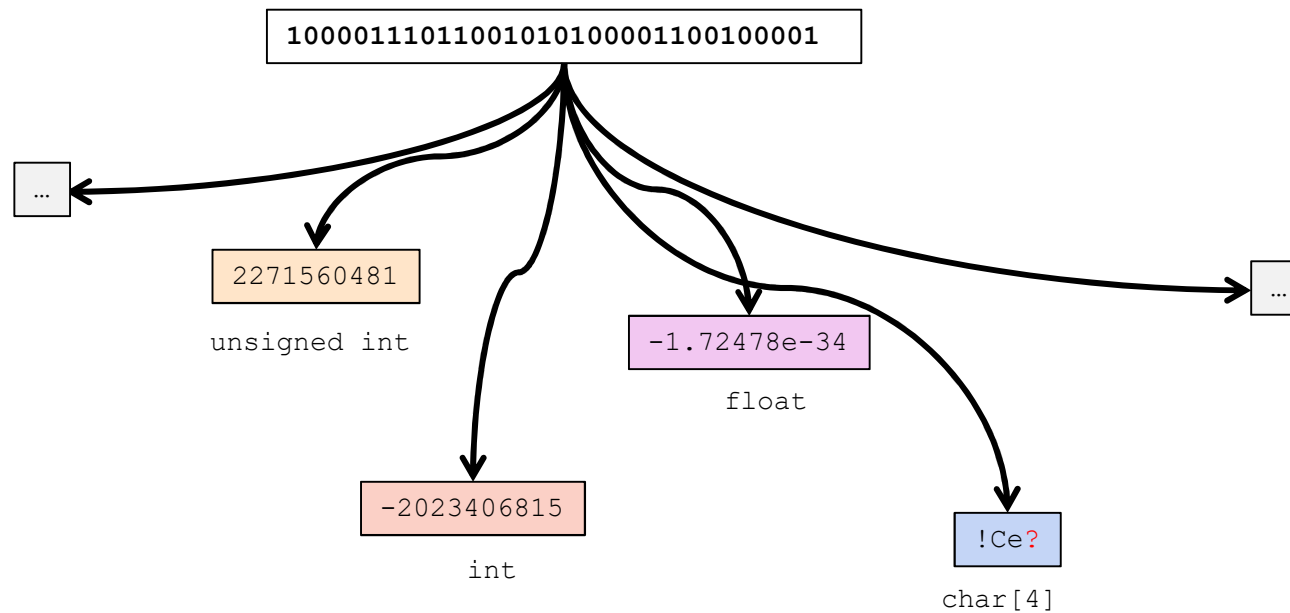 10000111011001010100001100100001
…
2271560481
unsigned int
…
-1.72478e-34
float
-2023406815
int
!Ce?
char[4]